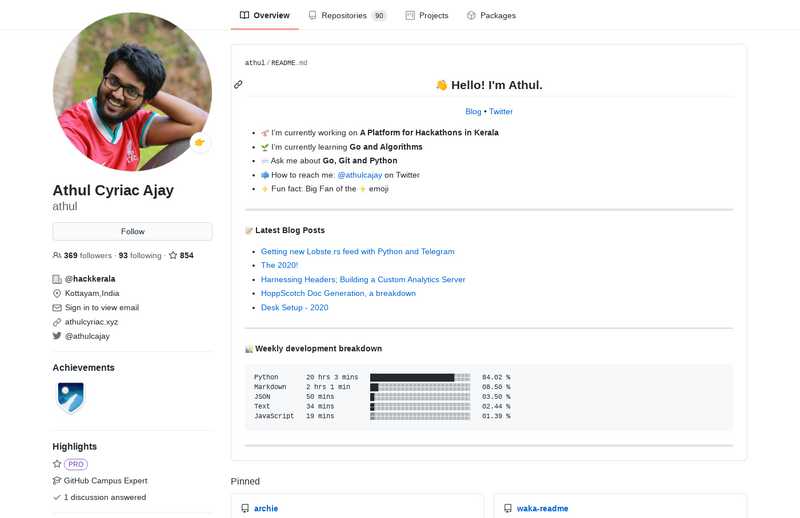 Overview
Repositories 90
Projects
Packages
Athul Cyriac Ajay
athul
Follow
369 followers · 93 following · 854
@hackkerala
Kottayam,India
Sign in to view email
athulcyriac.xyz
@athulcajay
Achievements
Highlights
PRO
GitHub Campus Expert
1 discussion answered
athul/README.md
Hello! I'm Athul.
Blog • Twitter
I'm currently working on A Platform for Hackathons in Kerala
I'm currently learning Go and Algorithms
Ask me about Go, Git and Python
How to reach me: @athulcajay on Twitter
Fun fact: Big Fan of the ✨ emoji
Latest Blog Posts
Getting new Lobste.rs feed with Python and Telegram
The 2020!
Harnessing Headers; Building a Custom Analytics Server
HoppScotch Doc Generation, a breakdown
Desk Setup - 2020
Weekly development breakdown
Python 20 hrs 3 mins 84.02 %
Markdown 2 hrs 1 min 08.50 %
JSON 50 mins 03.50 %
Text 34 mins 02.44 %
JavaScript 19 mins 01.39 %
Pinned
archie
waka-readme